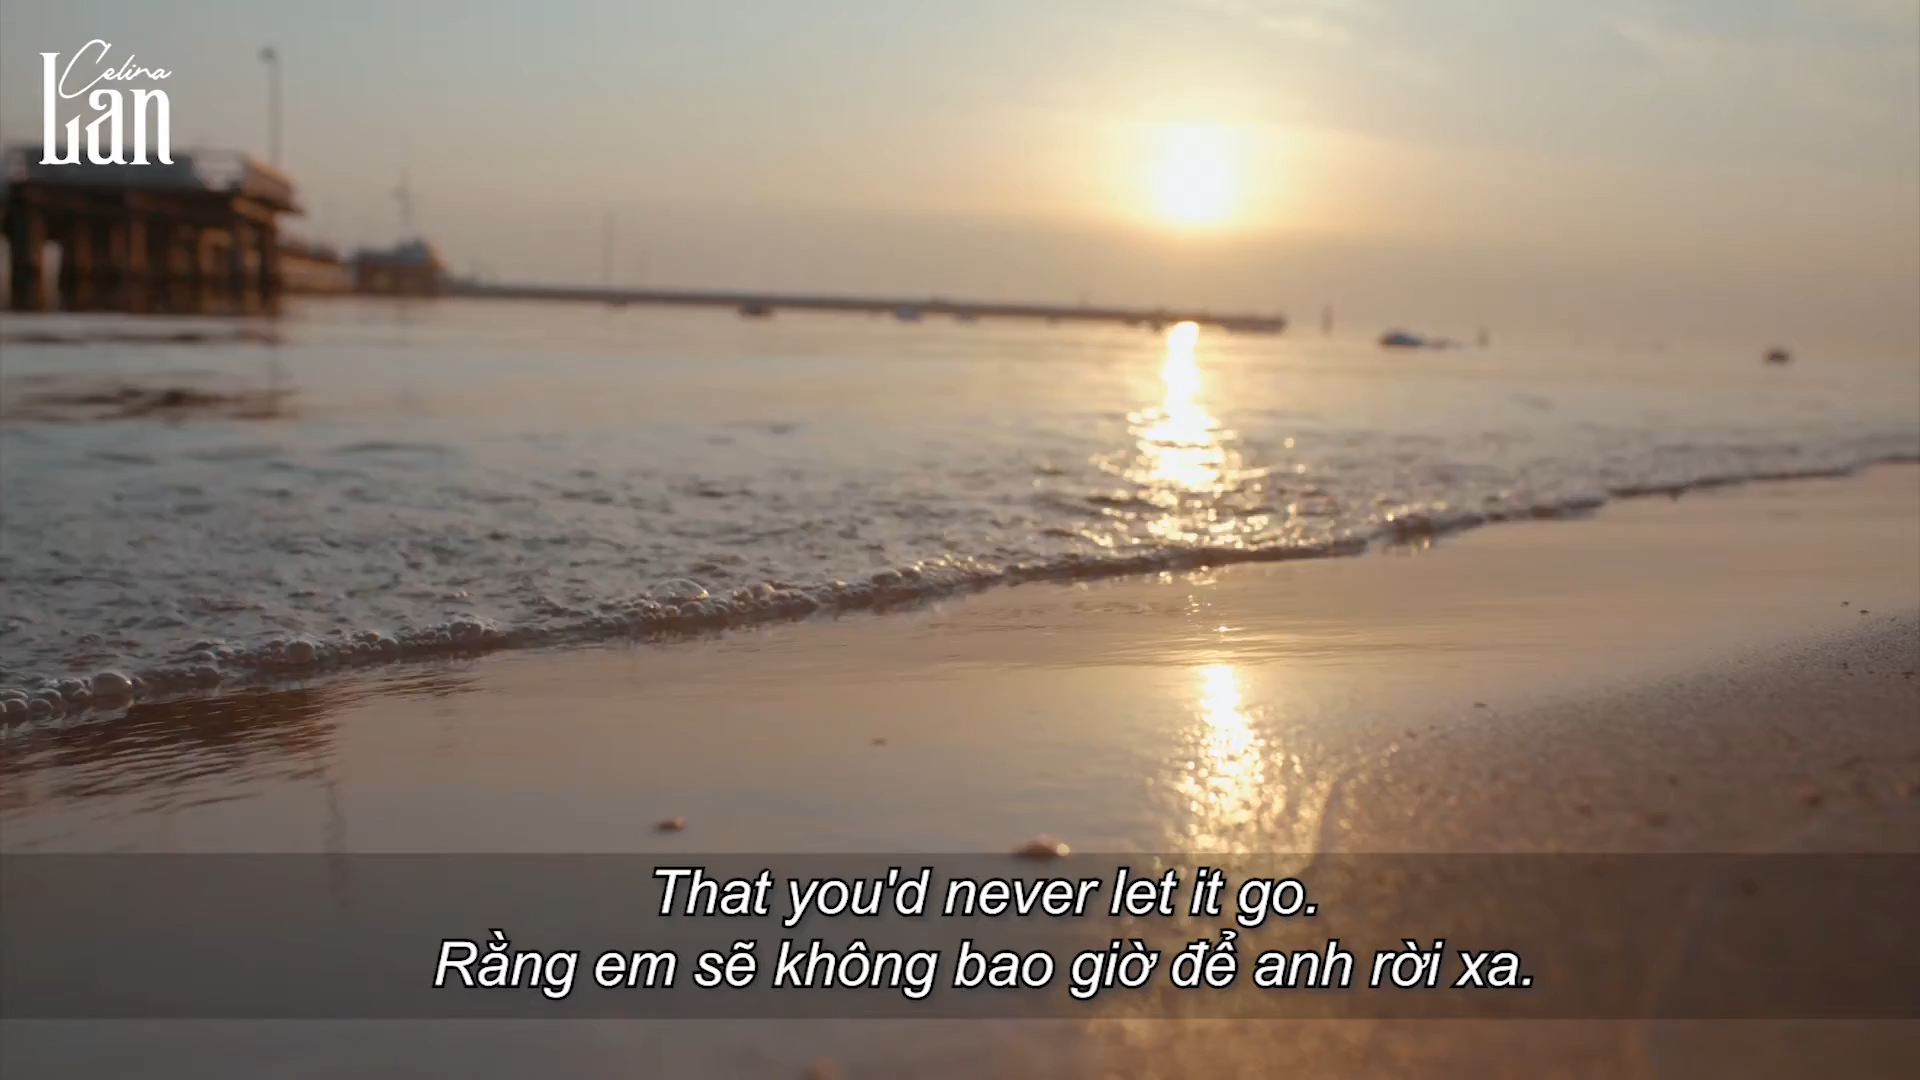 Celina
Lan
That you'd never let it go.
Rằng em sẽ không bao giờ để anh rời xa.